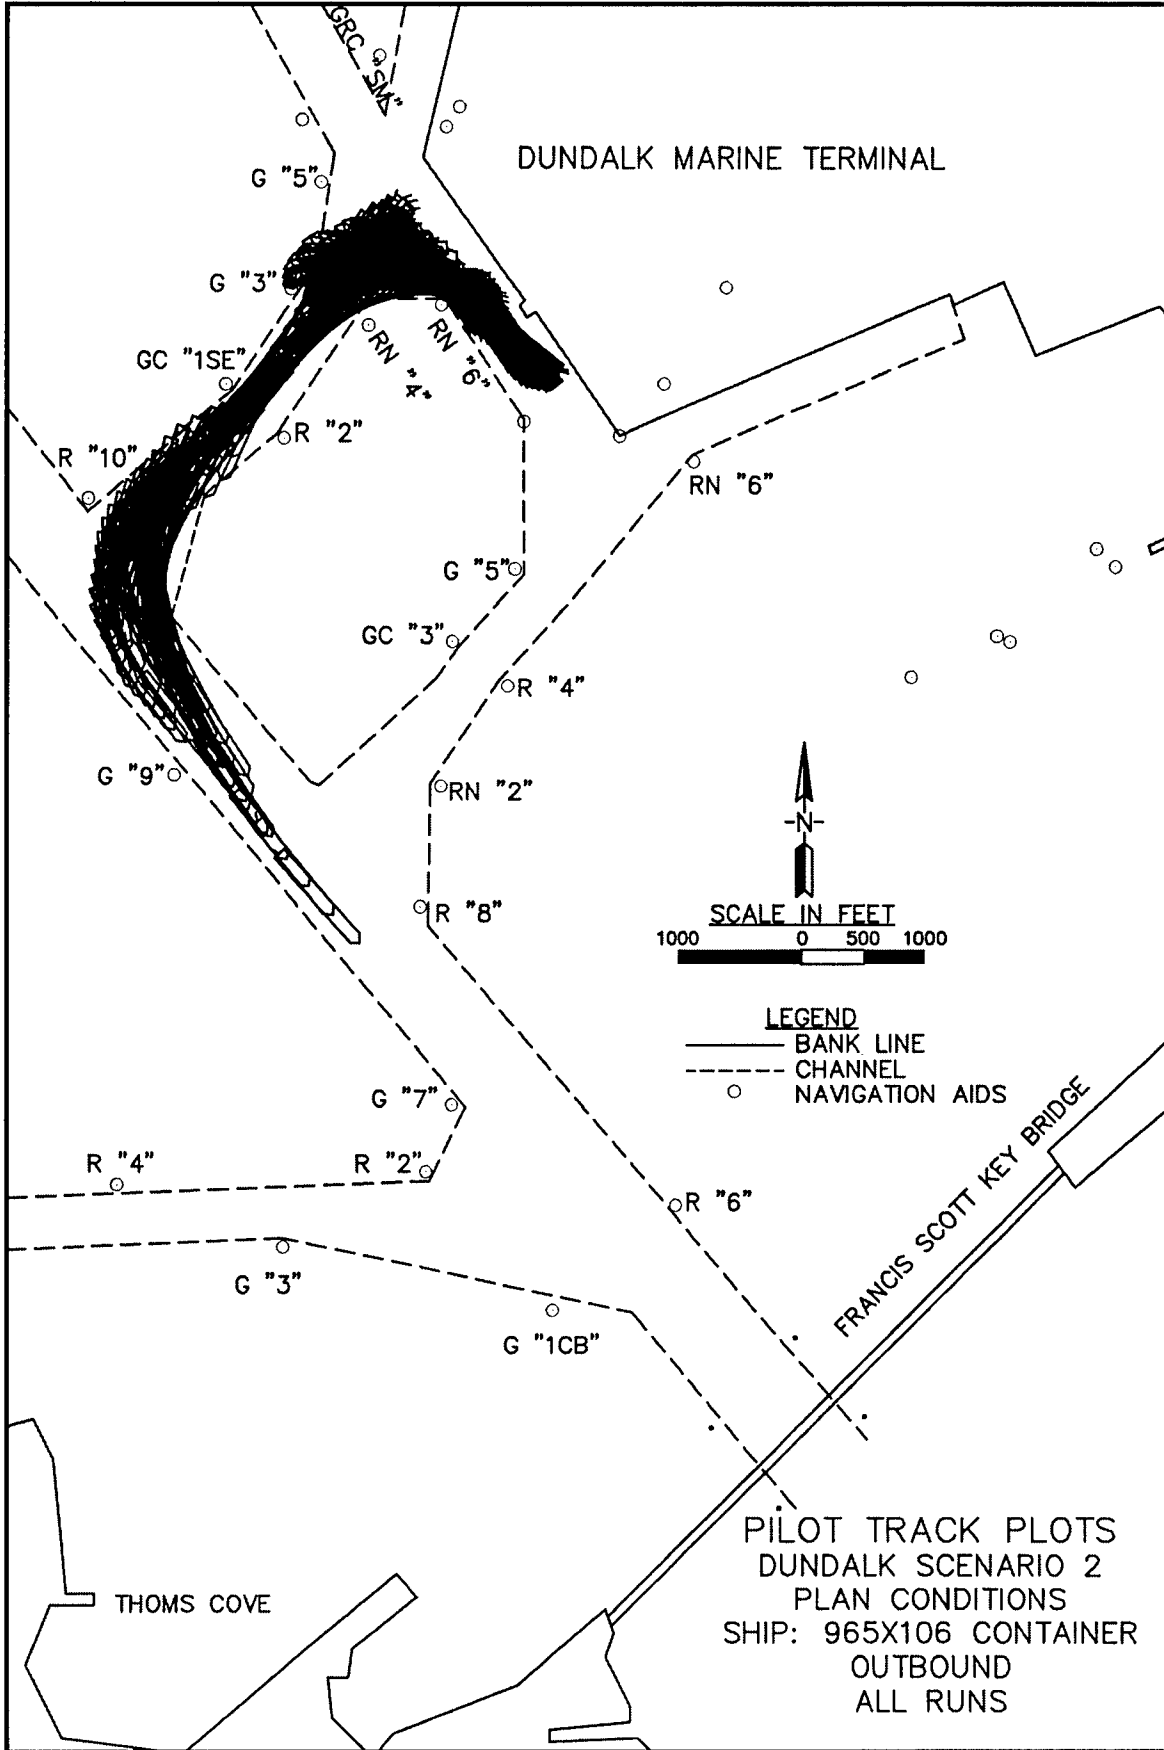 GRC "SM"
DUNDALK MARINE TERMINAL
G "5"
G "3"
RN "4"
RN "6"
GC "1SE"
R "2"
R "10"
RN "6"
G "5"
GC "3"
R "4"
G "9"
RN "2"
-N-
R "8"
SCALE IN FEET
1000 0 500 1000
LEGEND
BANK LINE
CHANNEL
NAVIGATION AIDS
G "7"
R "4"
R "2"
R "6"
FRANCIS SCOTT KEY BRIDGE
G "3"
G "1CB"
THOMS COVE
PILOT TRACK PLOTS
DUNDALK SCENARIO 2
PLAN CONDITIONS
SHIP: 965X106 CONTAINER
OUTBOUND
ALL RUNS